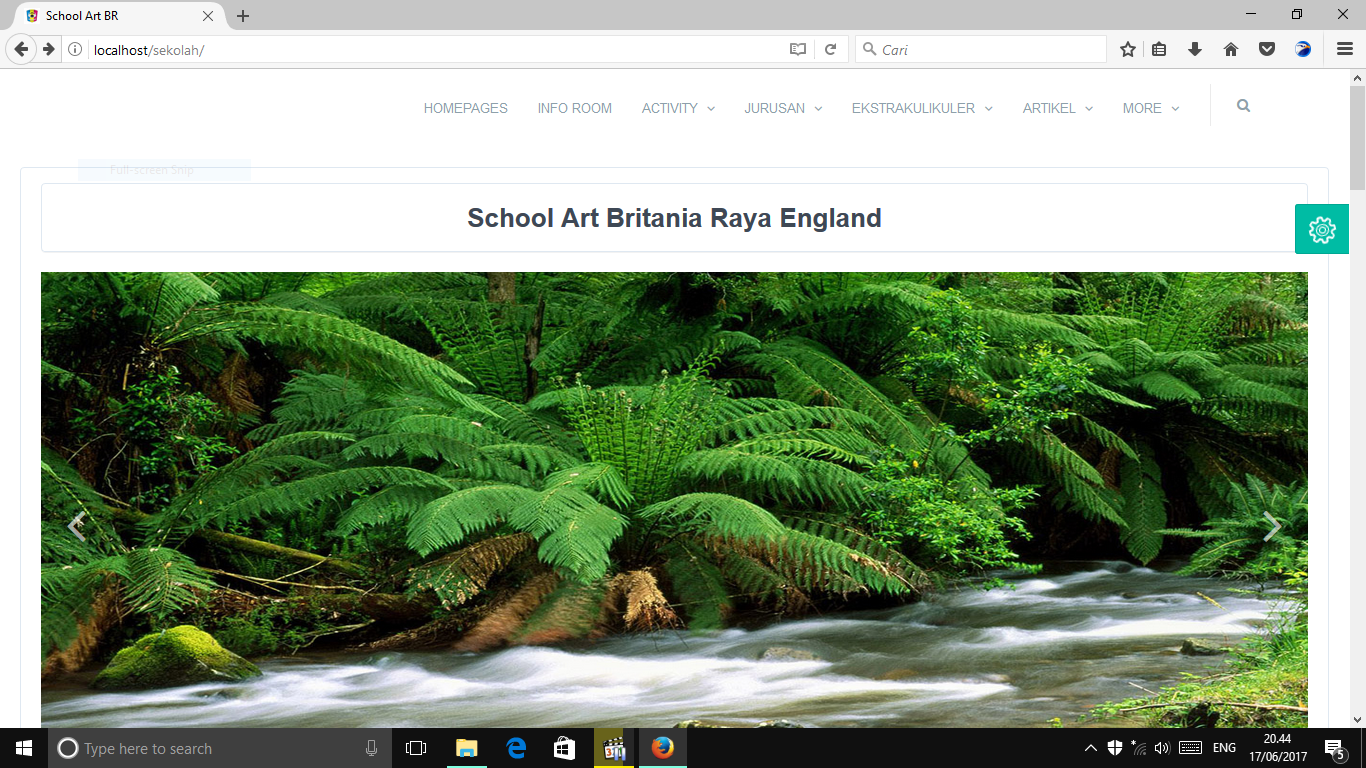 School Art BR
localhost/sekolah/
Cari
HOMEPAGES INFO ROOM ACTIVITY JURUSAN EKSTRAKULIKULER ARTIKEL MORE
Full-screen Snip
School Art Britania Raya England
Type here to search
ENG
20.44
17/06/2017
5